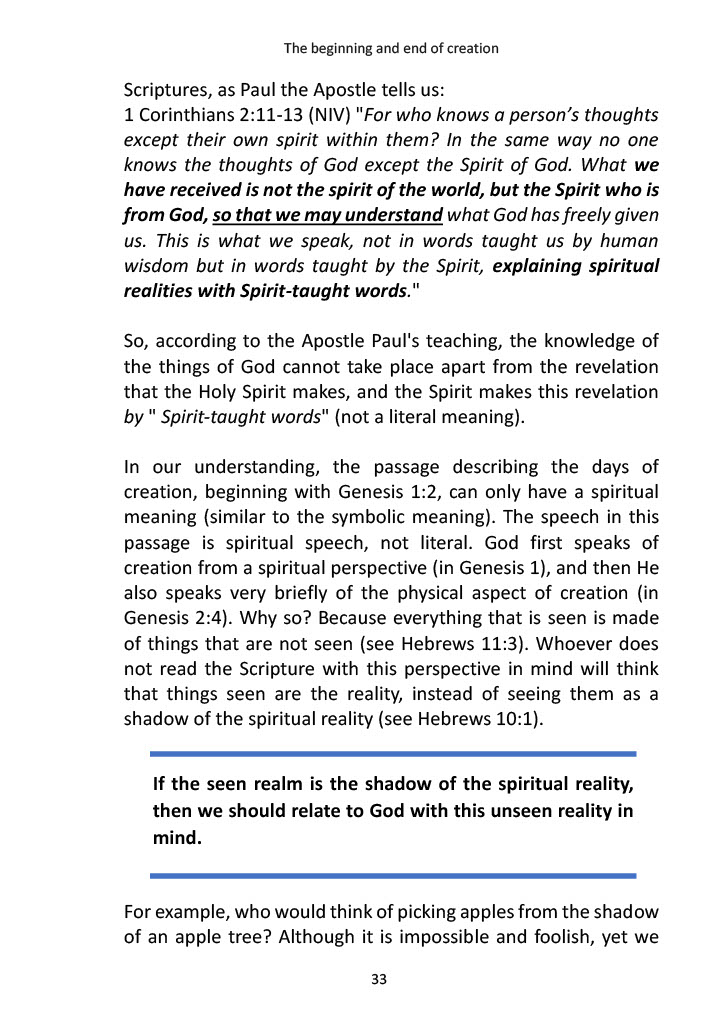 The beginning and end of creation
Scriptures, as Paul the Apostle tells us:
1 Corinthians 2:11-13 (NIV) "For who knows a person’s thoughts
except their own spirit within them? In the same way no one
knows the thoughts of God except the Spirit of God. What we
have received is not the spirit of the world, but the Spirit who is
from God, so that we may understand what God has freely given
us. This is what we speak, not in words taught us by human
wisdom but in words taught by the Spirit, explaining spiritual
realities with Spirit-taught words."
So, according to the Apostle Paul's teaching, the knowledge of
the things of God cannot take place apart from the revelation
that the Holy Spirit makes, and the Spirit makes this revelation
by " Spirit-taught words" (not a literal meaning).
In our understanding, the passage describing the days of
creation, beginning with Genesis 1:2, can only have a spiritual
meaning (similar to the symbolic meaning). The speech in this
passage is spiritual speech, not literal. God first speaks of
creation from a spiritual perspective (in Genesis 1), and then He
also speaks very briefly of the physical aspect of creation (in
Genesis 2:4). Why so? Because everything that is seen is made
of things that are not seen (see Hebrews 11:3). Whoever does
not read the Scripture with this perspective in mind will think
that things seen are the reality, instead of seeing them as a
shadow of the spiritual reality (see Hebrews 10:1).
If the seen realm is the shadow of the spiritual reality,
then we should relate to God with this unseen reality in
mind.
For example, who would think of picking apples from the shadow
of an apple tree? Although it is impossible and foolish, yet we
33